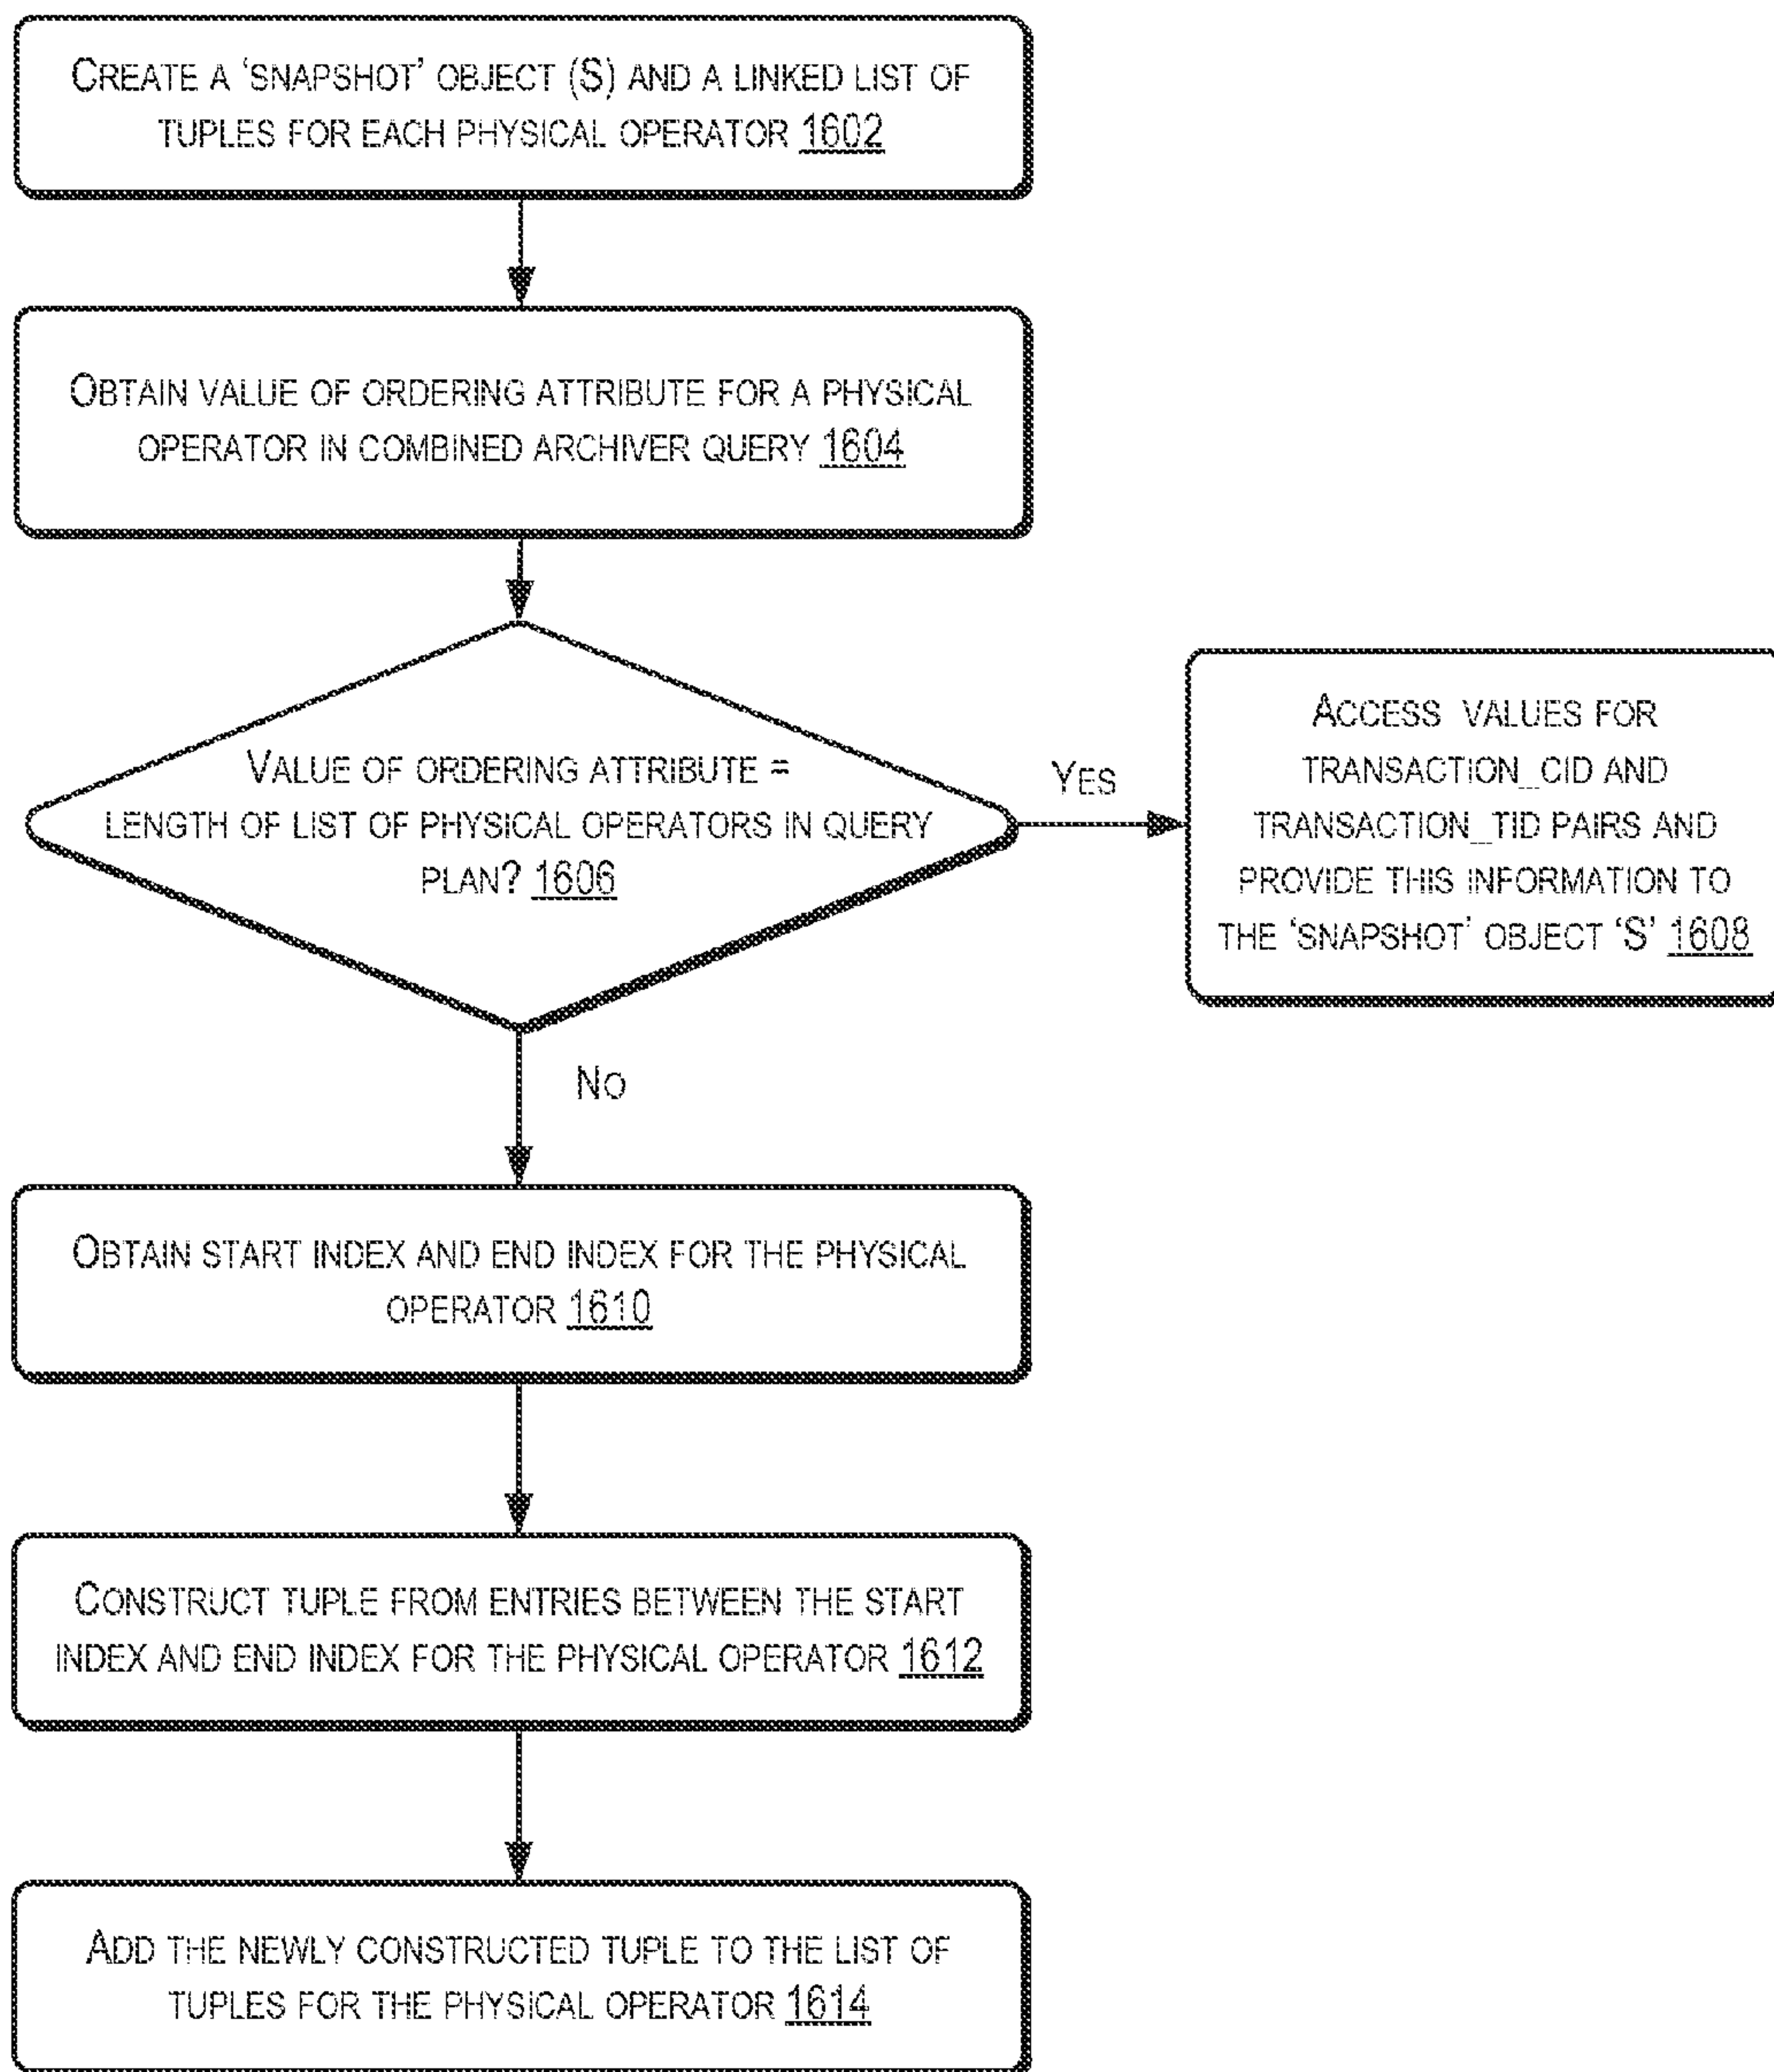 CREATE A ‘SNAPSHOT’ OBJECT (S) AND A LINKED LIST OF
TUPLES FOR EACH PHYSICAL OPERATOR 1602
OBTAIN VALUE OF ORDERING ATTRIBUTE FOR A PHYSICAL
OPERATOR IN COMBINED ARCHIVER QUERY 1604
VALUE OF ORDERING ATTRIBUTE =
LENGTH OF LIST OF PHYSICAL OPERATORS IN QUERY
PLAN? 1606
YES
ACCESS VALUES FOR
TRANSACTION_CID AND
TRANSACTION_TID PAIRS AND
PROVIDE THIS INFORMATION TO
THE ‘SNAPSHOT’ OBJECT ‘S’ 1608
NO
OBTAIN START INDEX AND END INDEX FOR THE PHYSICAL
OPERATOR 1610
CONSTRUCT TUPLE FROM ENTRIES BETWEEN THE START
INDEX AND END INDEX FOR THE PHYSICAL OPERATOR 1612
ADD THE NEWLY CONSTRUCTED TUPLE TO THE LIST OF
TUPLES FOR THE PHYSICAL OPERATOR 1614